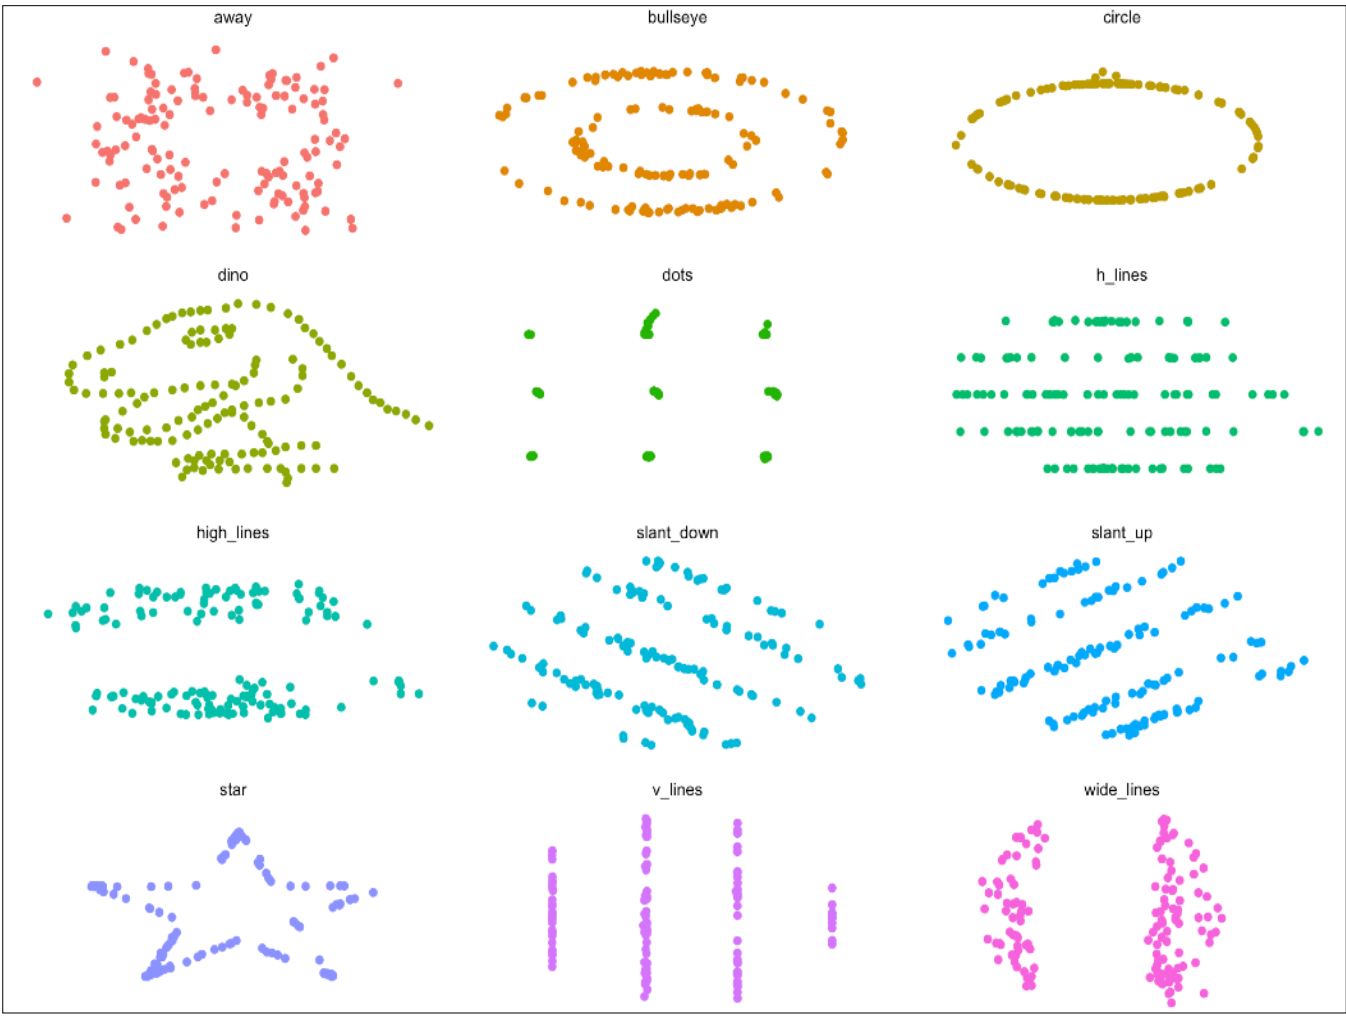 away
bullseye
circle
dino
dots
h_lines
high_lines
slant_down
slant_up
star
v_lines
wide_lines